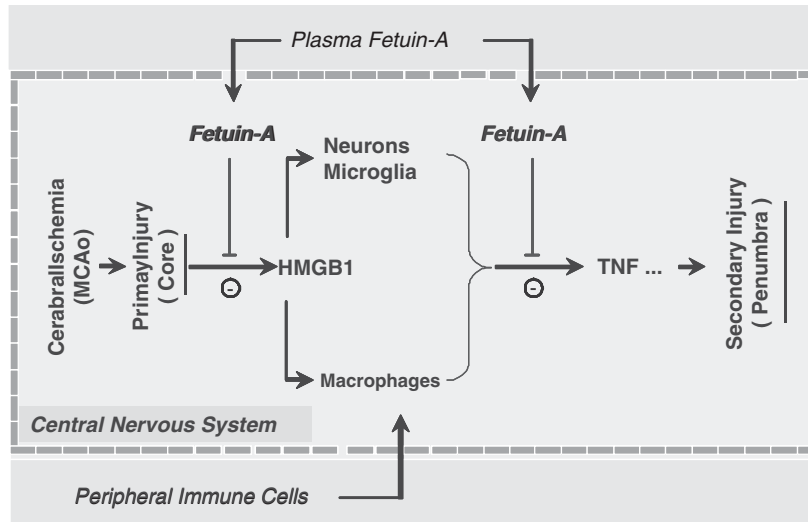 Plasma Fetuin-A
Fetuin-A
Fetuin-A
Neurons
Microglia
CerabralIschemia
(MCAo)
PrimayInjury
( Core )
HMGB1
-
-
TNF ...
Secondary Injury
( Penumbra )
Macrophages
Central Nervous System
Peripheral Immune Cells